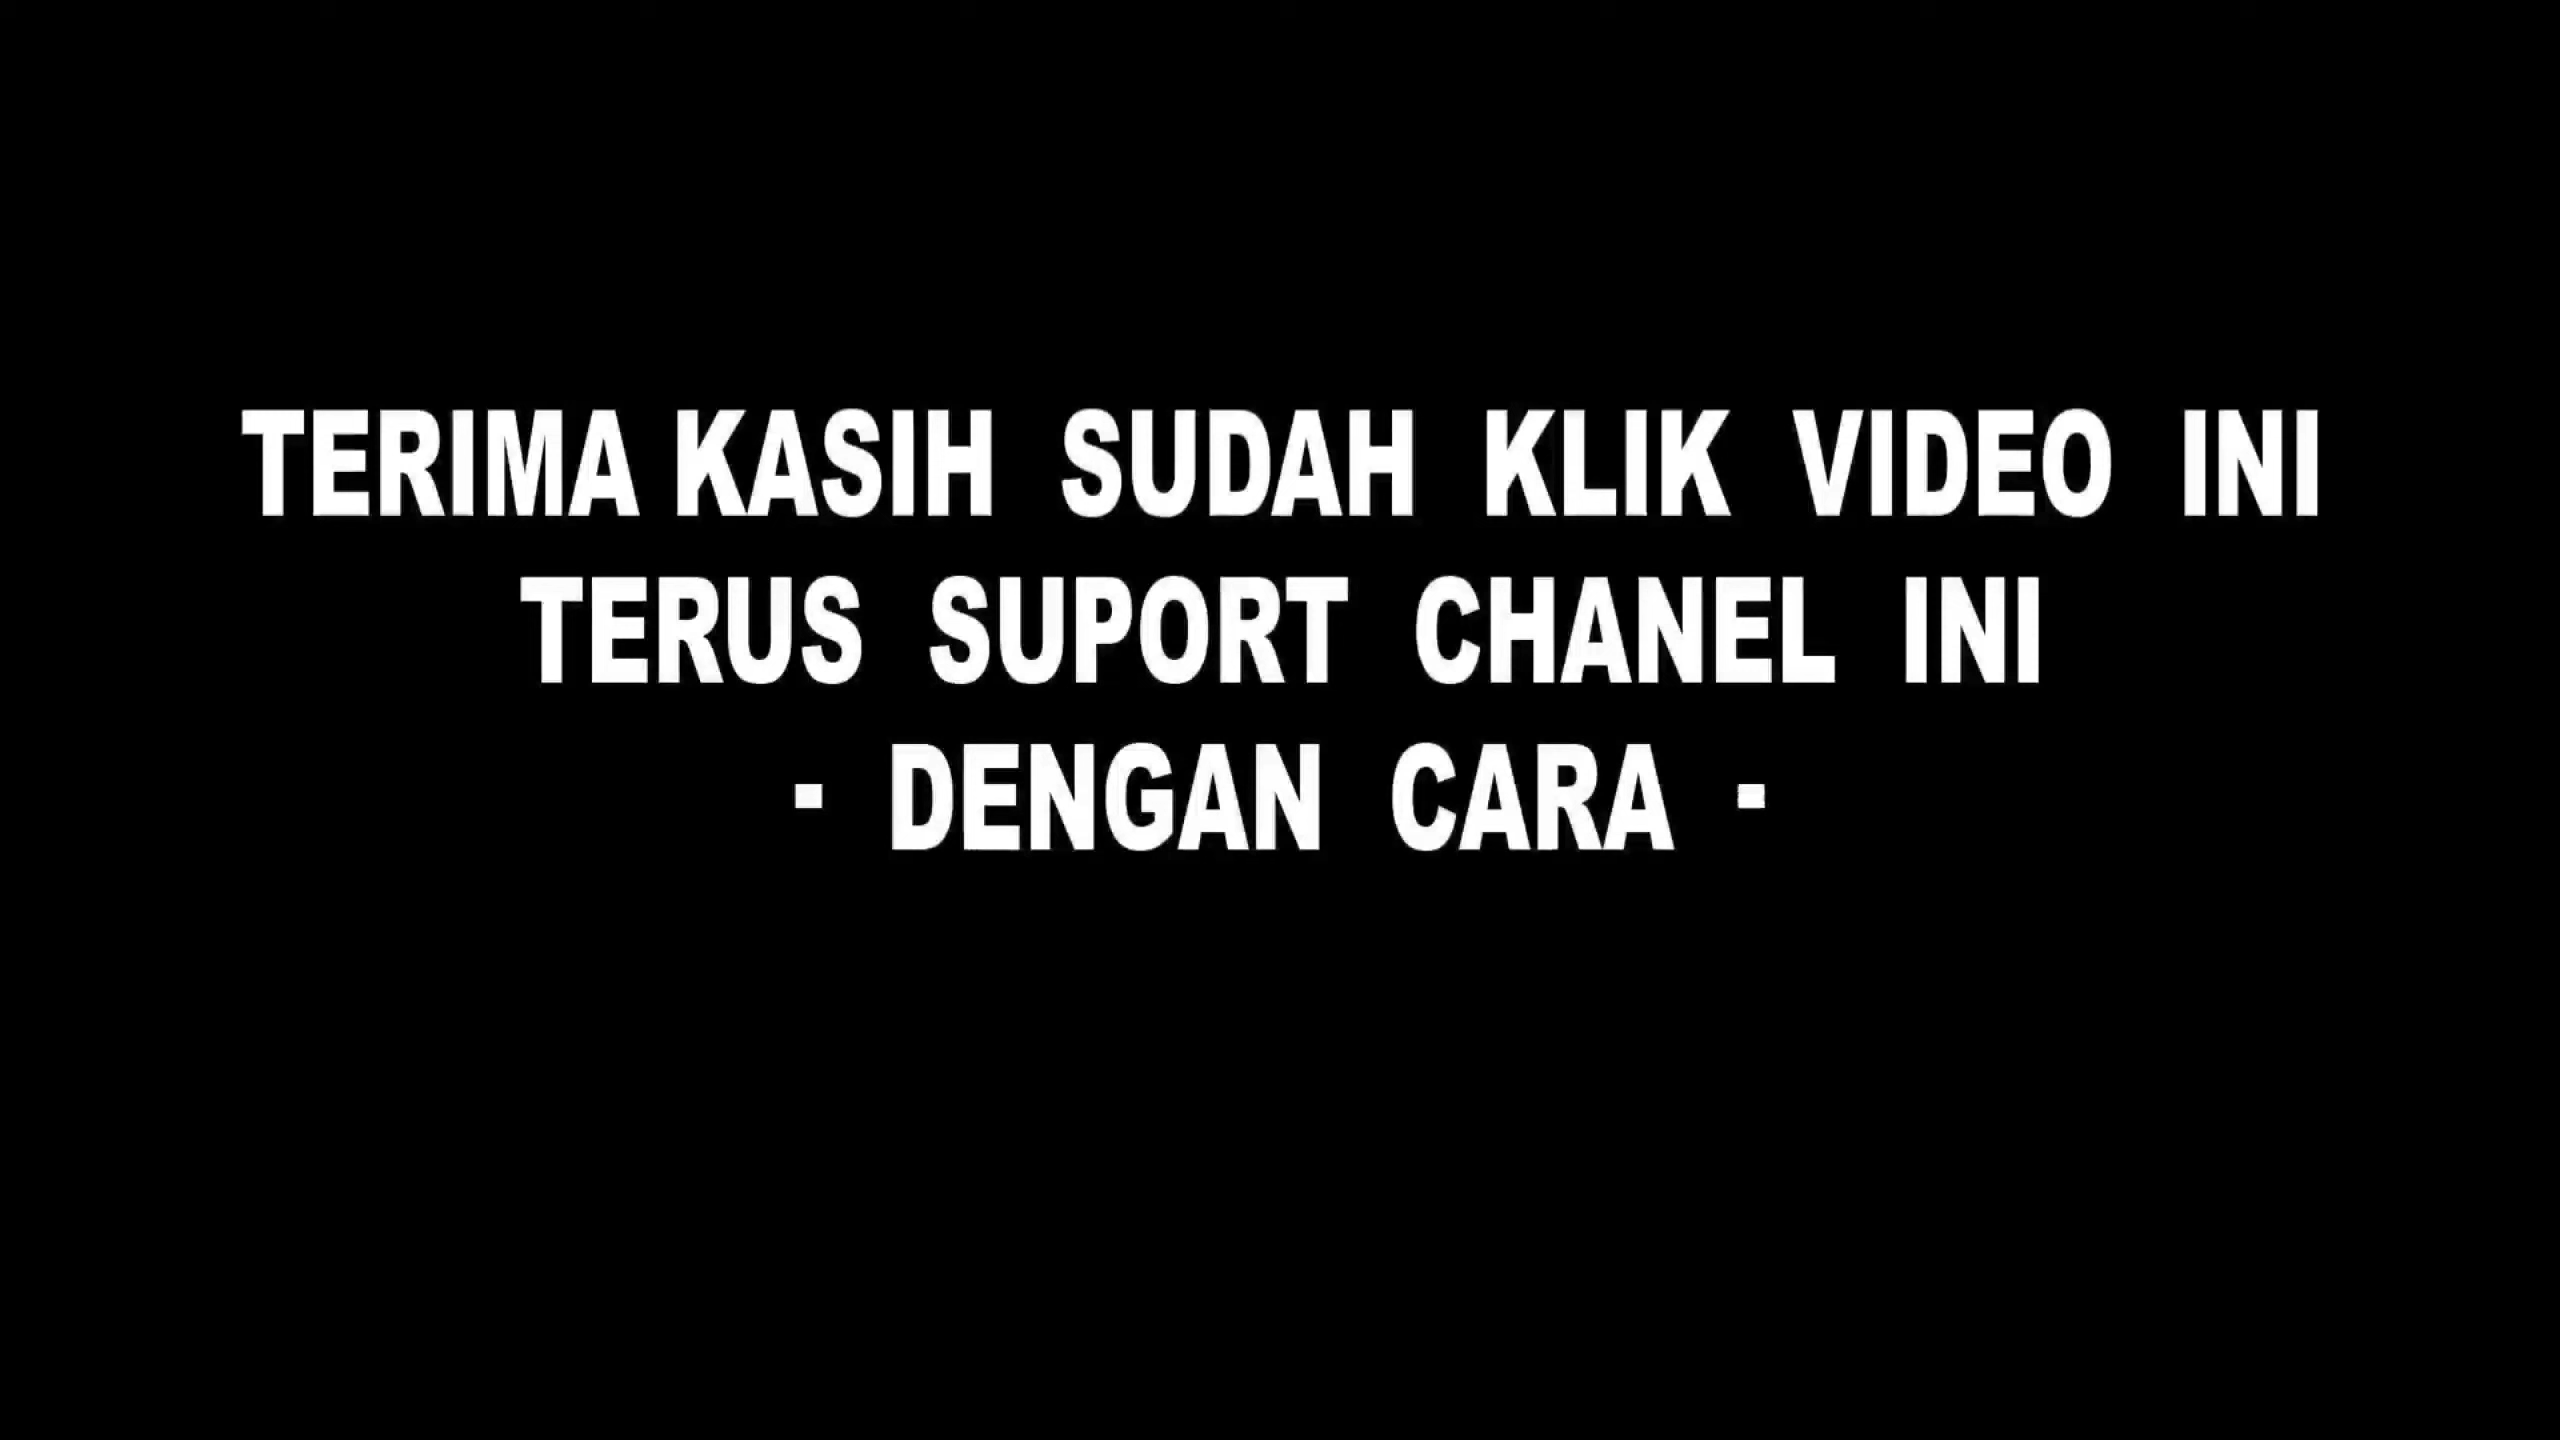 TERIMA KASIH SUDAH KLIK VIDEO INI
TERUS SUPORT CHANEL INI
- DENGAN CARA -